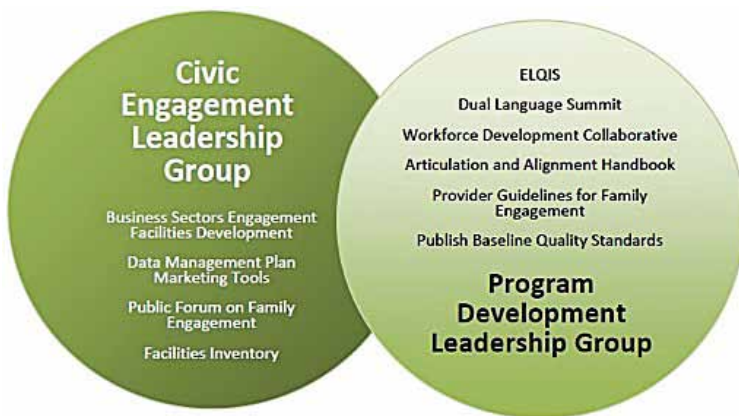 Civic
Engagement
Leadership
Group
Business Sectors Engagement
Facilities Development
Data Management Plan
Marketing Tools
Public Forum on Family
Engagement
Facilities Inventory
ELQIS
Dual Language Summit
Workforce Development Collaborative
Articulation and Alignment Handbook
Provider Guidelines for Family
Engagement
Publish Baseline Quality Standards
Program
Development
Leadership Group